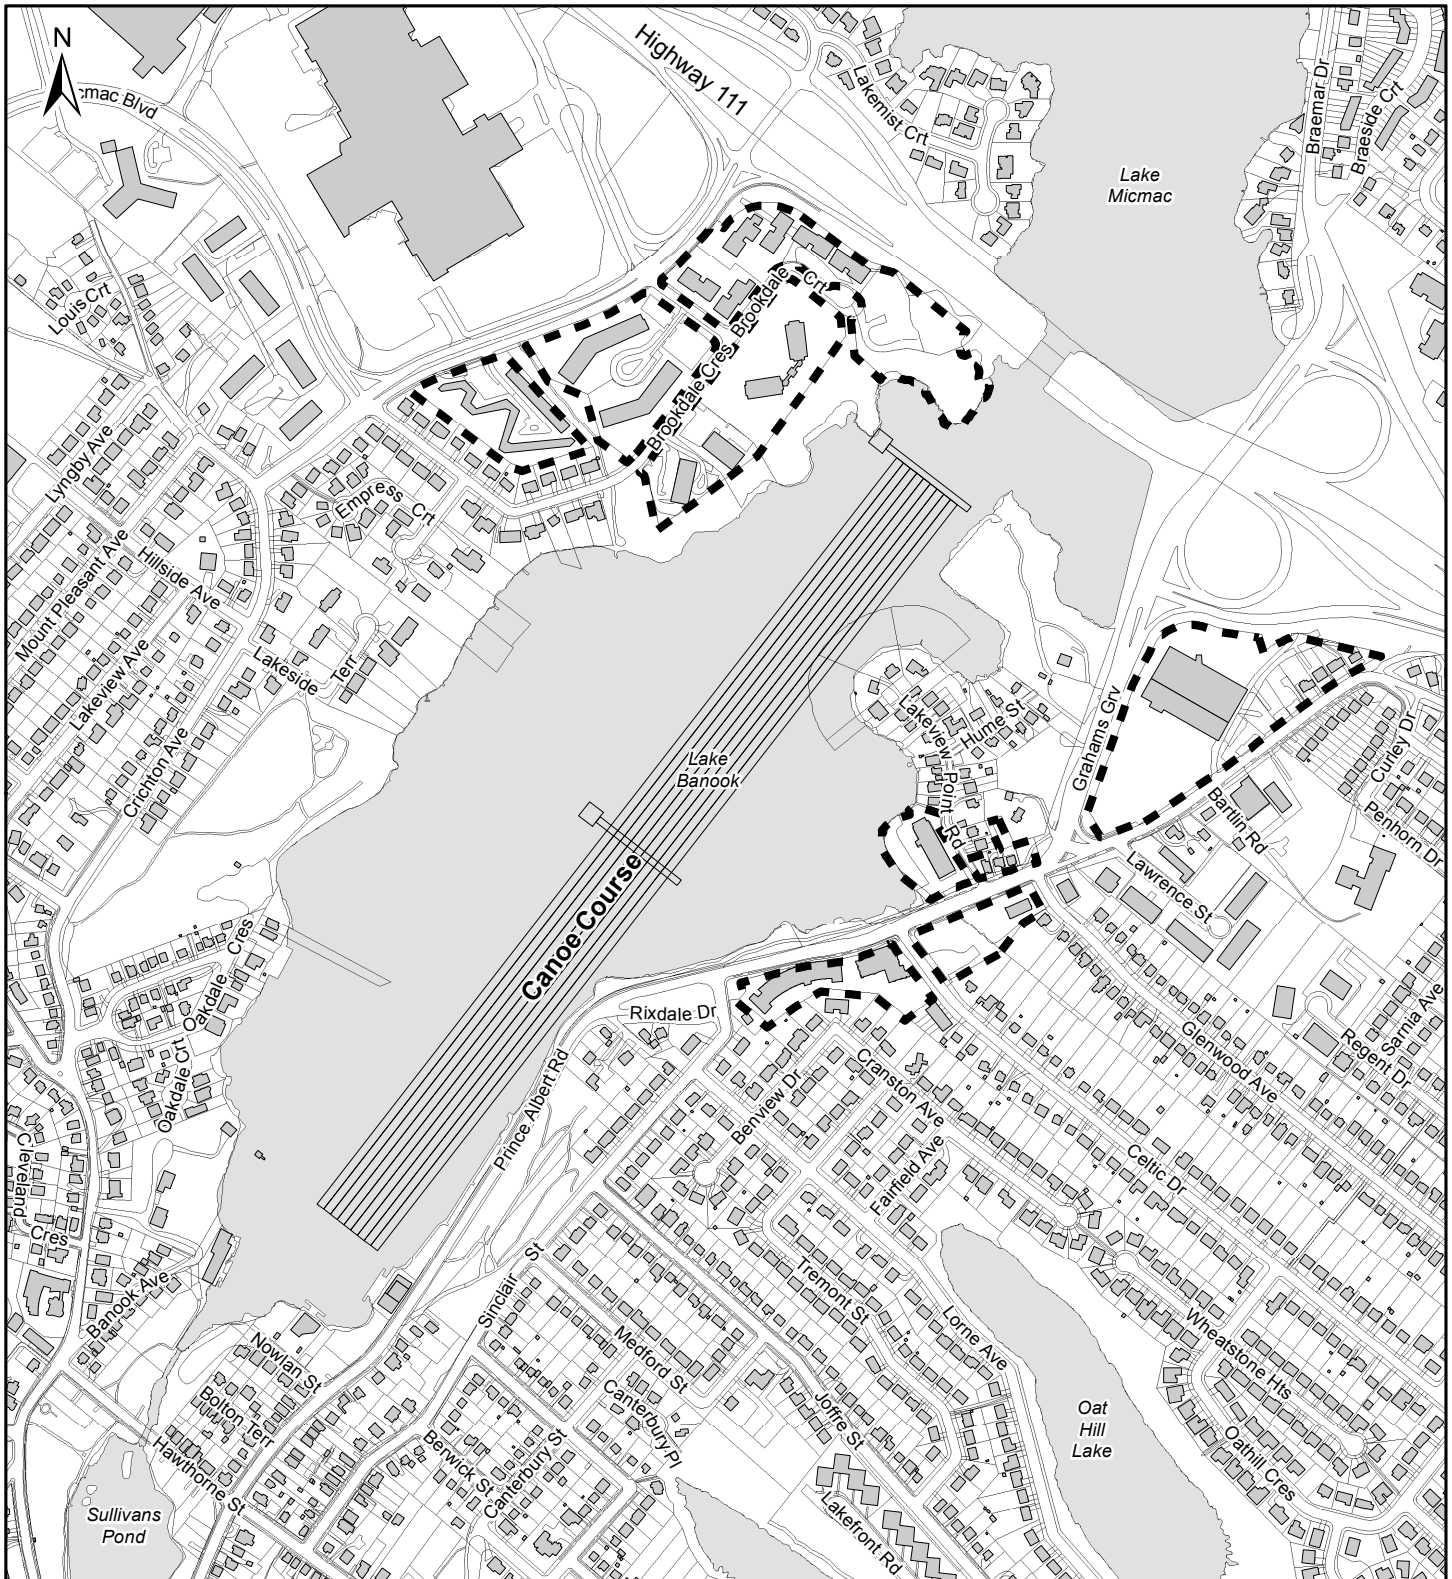 N
cmac Blvd
Highway 111
Lakemist Crt
Lake
Micmac
Braemar Dr
Braeside Crt
Louis Crt
Brookdale Crt
Brookdale Cres
Lyngby Ave
Empress Crt
Mount Pleasant Ave
Hillside Ave
Lakeview Ave
Lakeside Terr
Crichton Ave
Lake
Banook
Lakeview Point Rd
Hume St
Grahams Grv
Curley Dr
Bartlin Rd
Penhorn Dr
Lawrence St
Canoe Course
Oakdale Cres
Oakdale Crt
Rixdale Dr
Prince Albert Rd
Benview Dr
Cranston Ave
Fairfield Ave
Glenwood Ave
Sarnia Ave
Regent Dr
Celtic Dr
Cleveland
Cres
Banook Ave
Sinclair St
Tremont St
Lorne Ave
Wheatstone Hts
Nowlan St
Bolton Terr
Medford St
Canterbury Pl
Joffre St
Oat
Hill
Lake
Oathill Cres
Hawthorne St
Berwick St
Canterbury St
Lakefront Rd
Sullivans
Pond